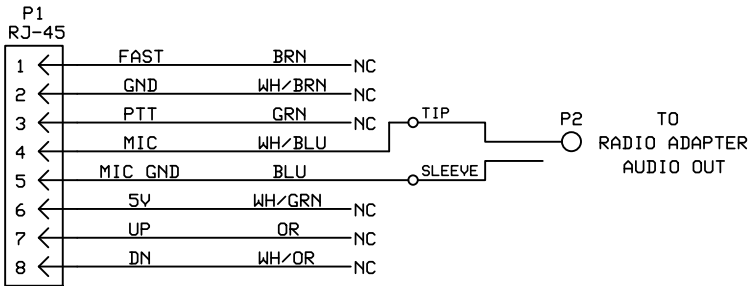 P1
RJ-45
1 FAST BRN NC
2 GND WH/BRN NC
3 PTT GRN NC TIP
4 MIC WH/BLU
5 MIC GND BLU SLEEVE
6 5V WH/GRN NC
7 UP OR NC
8 DN WH/OR NC
P2
TO
RADIO ADAPTER
AUDIO OUT